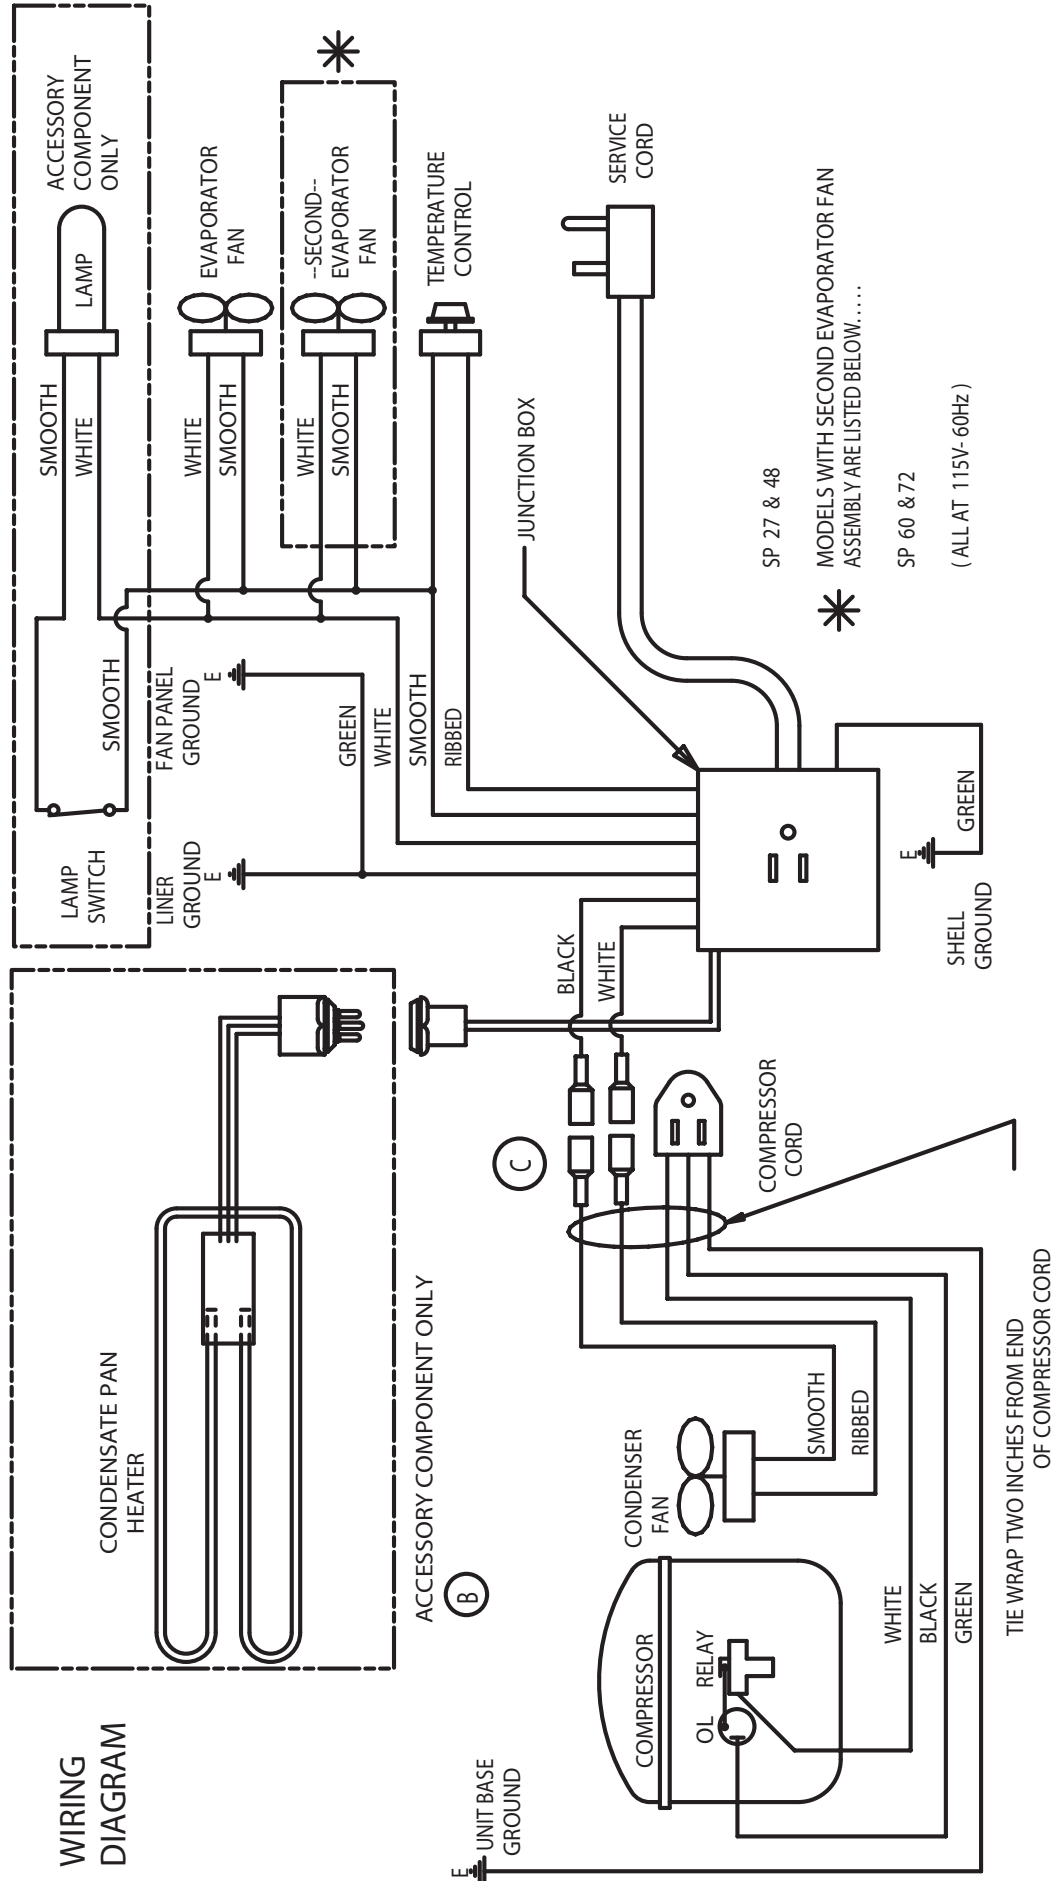 WIRING
DIAGRAM
CONDENSATE PAN
HEATER
ACCESSORY COMPONENT ONLY
B
LAMP
SWITCH
SMOOTH
SMOOTH
WHITE
LAMP
ACCESSORY
COMPONENT
ONLY
LINER
GROUND
E
FAN PANEL
GROUND
E
WHITE
SMOOTH
EVAPORATOR
FAN
WHITE
SMOOTH
--SECOND--
EVAPORATOR
FAN
GREEN
WHITE
SMOOTH
RIBBED
TEMPERATURE
CONTROL
JUNCTION BOX
SERVICE
CORD
BLACK
WHITE
C
COMPRESSOR
CORD
UNIT BASE
GROUND
E
COMPRESSOR
OL
RELAY
CONDENSER
FAN
SMOOTH
RIBBED
WHITE
BLACK
GREEN
TIE WRAP TWO INCHES FROM END
OF COMPRESSOR CORD
SHELL
GROUND
E
GREEN
SP 27 & 48
MODELS WITH SECOND EVAPORATOR FAN
ASSEMBLY ARE LISTED BELOW.....
SP 60 & 72
( ALL AT 115V- 60Hz )